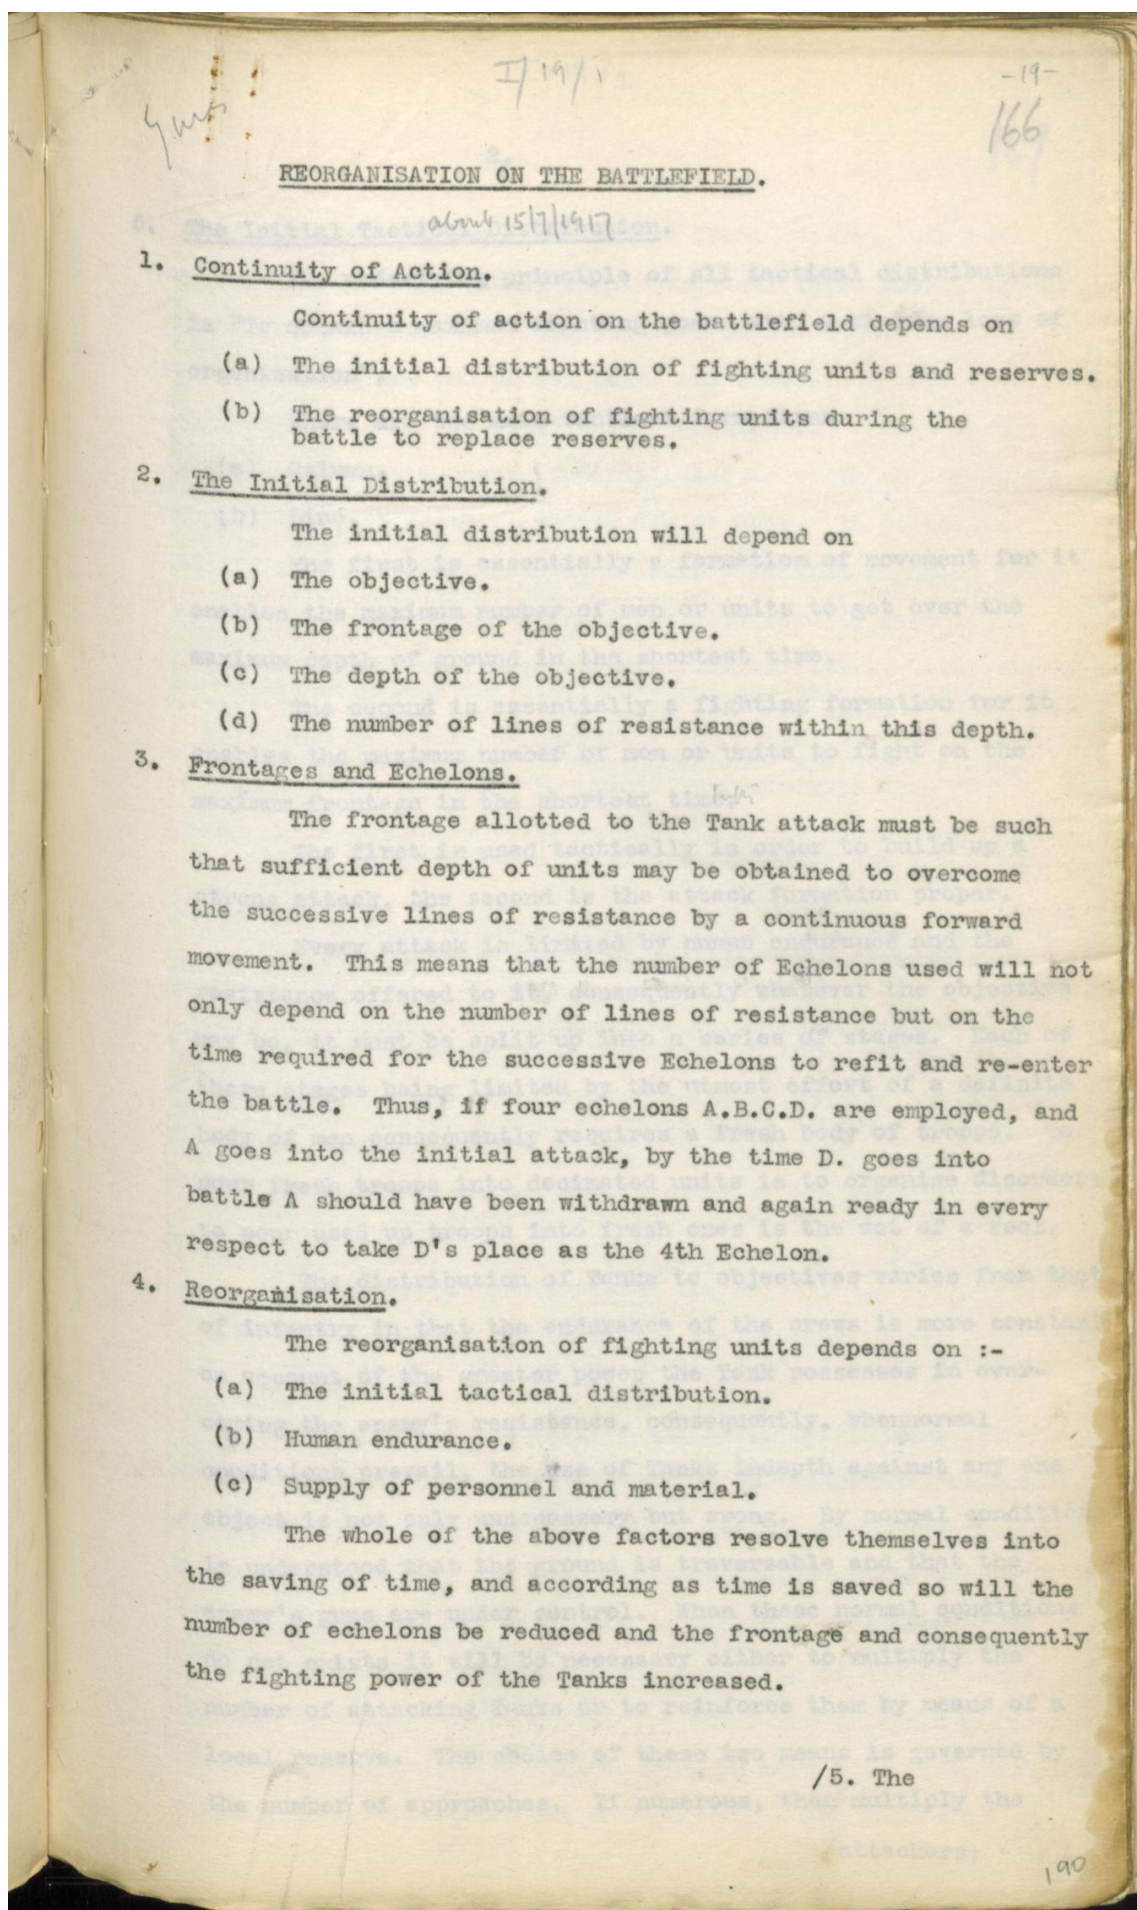 I/19/1
-19-
166
REORGANISATION ON THE BATTLEFIELD.
about 15/7/1917
1. Continuity of Action.
Continuity of action on the battlefield depends on
(a) The initial distribution of fighting units and reserves.
(b) The reorganisation of fighting units during the
battle to replace reserves.
2. The Initial Distribution.
The initial distribution will depend on
(a) The objective.
(b) The frontage of the objective.
(c) The depth of the objective.
(d) The number of lines of resistance within this depth.
3. Frontages and Echelons.
The frontage allotted to the Tank attack must be such
that sufficient depth of units may be obtained to overcome
the successive lines of resistance by a continuous forward
movement. This means that the number of Echelons used will not
only depend on the number of lines of resistance but on the
time required for the successive Echelons to refit and re-enter
the battle. Thus, if four echelons A.B.C.D. are employed, and
A goes into the initial attack, by the time D. goes into
battle A should have been withdrawn and again ready in every
respect to take D's place as the 4th Echelon.
4. Reorganisation.
The reorganisation of fighting units depends on :-
(a) The initial tactical distribution.
(b) Human endurance.
(c) Supply of personnel and material.
The whole of the above factors resolve themselves into
the saving of time, and according as time is saved so will the
number of echelons be reduced and the frontage and consequently
the fighting power of the Tanks increased.
/5. The
190